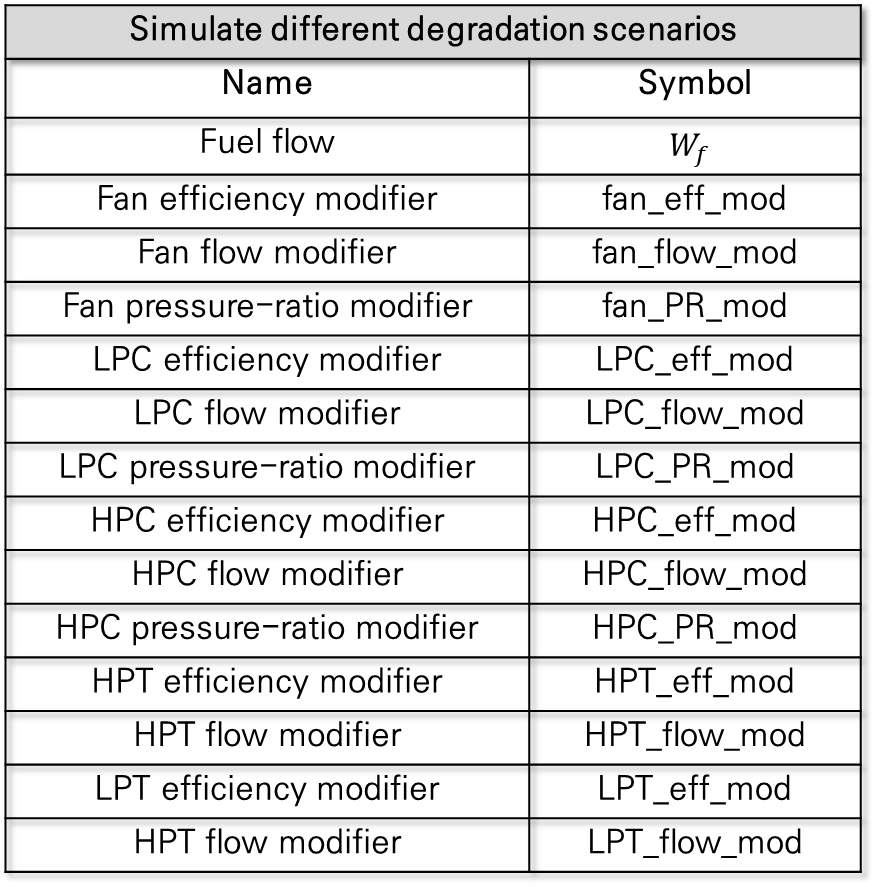 Simulate different degradation scenarios
Name Symbol
Fuel flow W_f
Fan efficiency modifier fan_eff_mod
Fan flow modifier fan_flow_mod
Fan pressure-ratio modifier fan_PR_mod
LPC efficiency modifier LPC_eff_mod
LPC flow modifier LPC_flow_mod
LPC pressure-ratio modifier LPC_PR_mod
HPC efficiency modifier HPC_eff_mod
HPC flow modifier HPC_flow_mod
HPC pressure-ratio modifier HPC_PR_mod
HPT efficiency modifier HPT_eff_mod
HPT flow modifier HPT_flow_mod
LPT efficiency modifier LPT_eff_mod
HPT flow modifier LPT_flow_mod